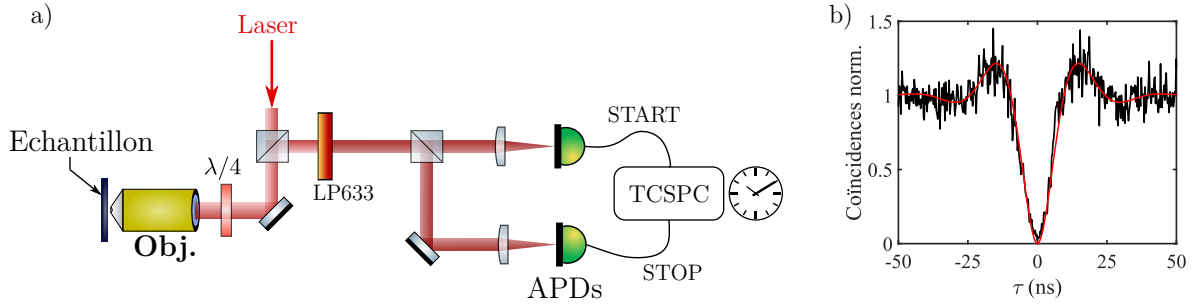 a)
Laser
Echantillon
λ/4
Obj.
LP633
START
TCSPC
STOP
APDs
b)
Coïncidences norm.
1.5
1
0.5
0
-50
-25
0
25
50
τ (ns)